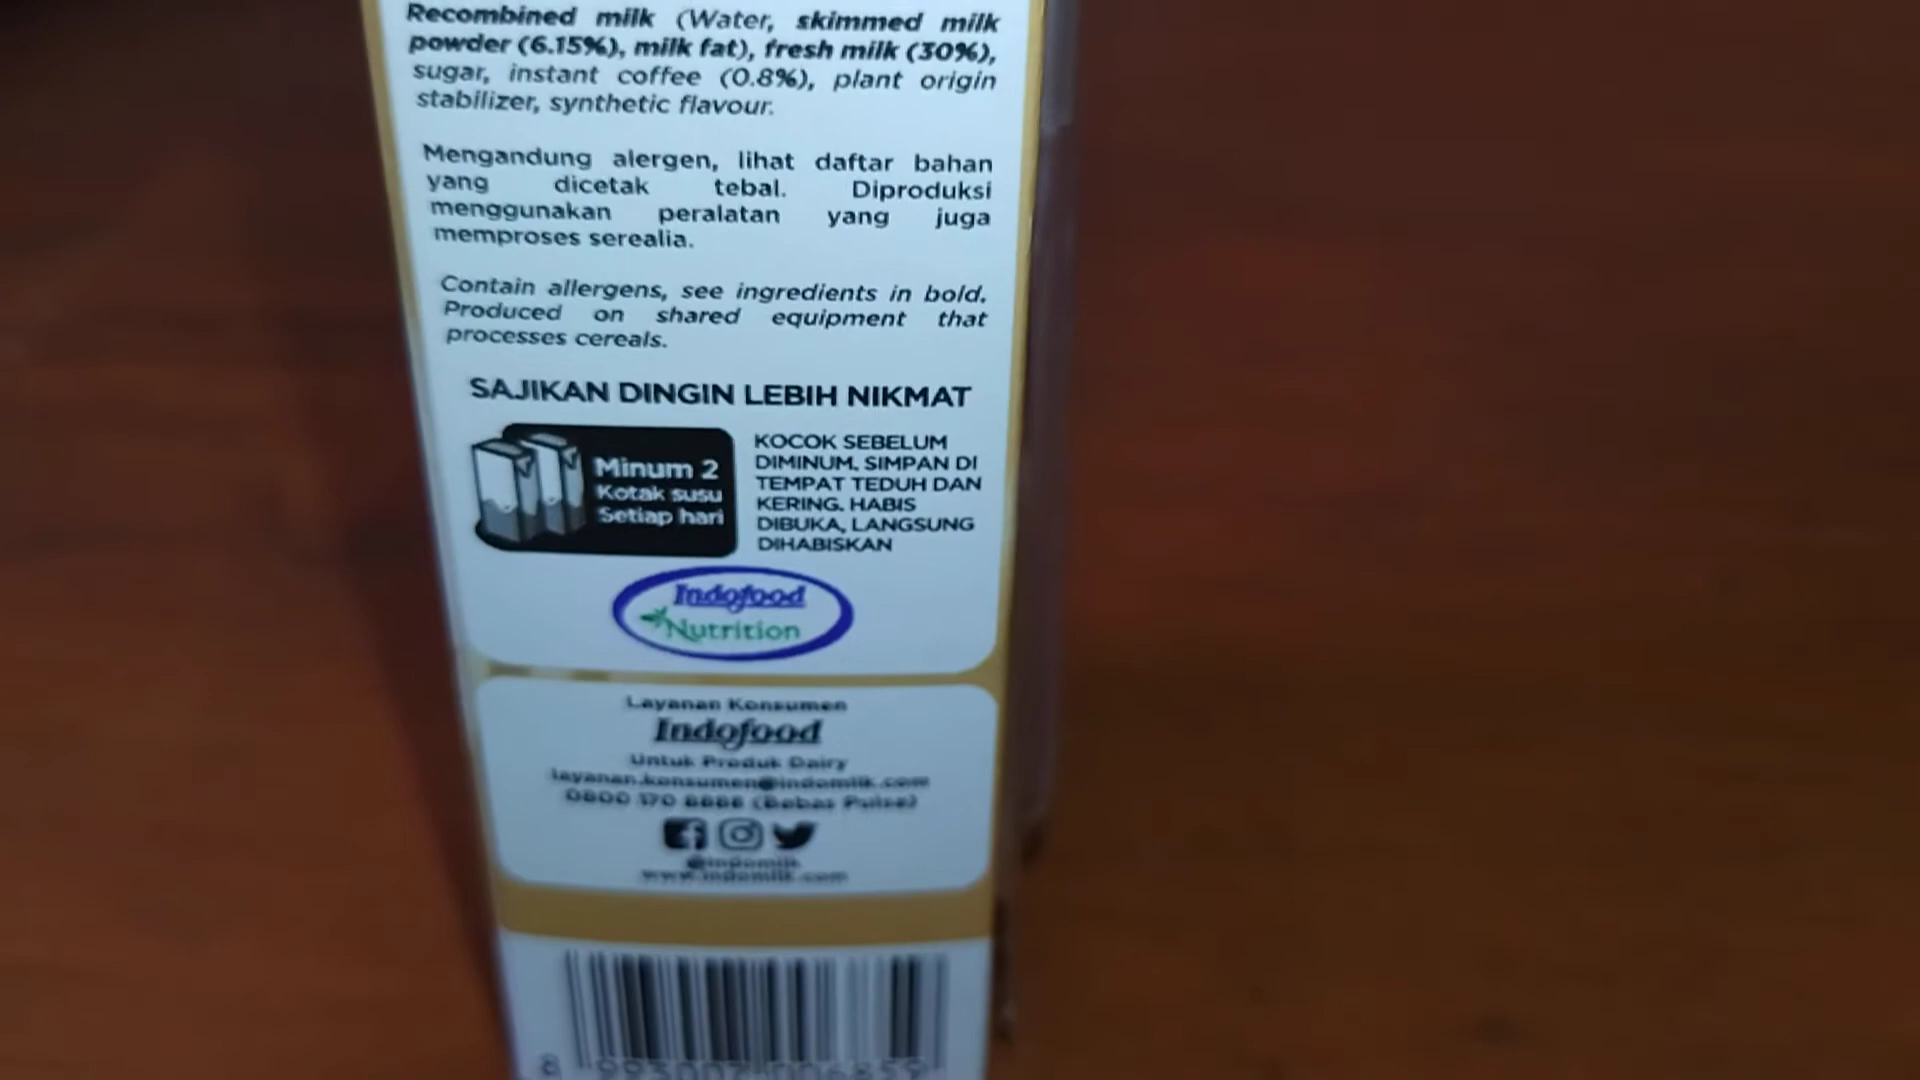 Recombined milk (Water, skimmed milk
powder (6.15%), milk fat), fresh milk (30%),
sugar, instant coffee (0.8%), plant origin
stabilizer, synthetic flavour.
Mengandung alergen, lihat daftar bahan
yang dicetak tebal. Diproduksi
menggunakan peralatan yang juga
memproses serealia.
Contain allergens, see ingredients in bold.
Produced on shared equipment that
processes cereals.
SAJIKAN DINGIN LEBIH NIKMAT
Minum 2
Kotak susu
Setiap hari
KOCOK SEBELUM
DIMINUM. SIMPAN DI
TEMPAT TEDUH DAN
KERING. HABIS
DIBUKA, LANGSUNG
DIHABISKAN
Indofood
Nutrition
Layanan Konsumen
Indofood
Untuk Produk Dairy
layanan.konsumen@indomilk.com
0800 170 8888 (Bebas Pulsa)
@indomilk
www.indomilk.com